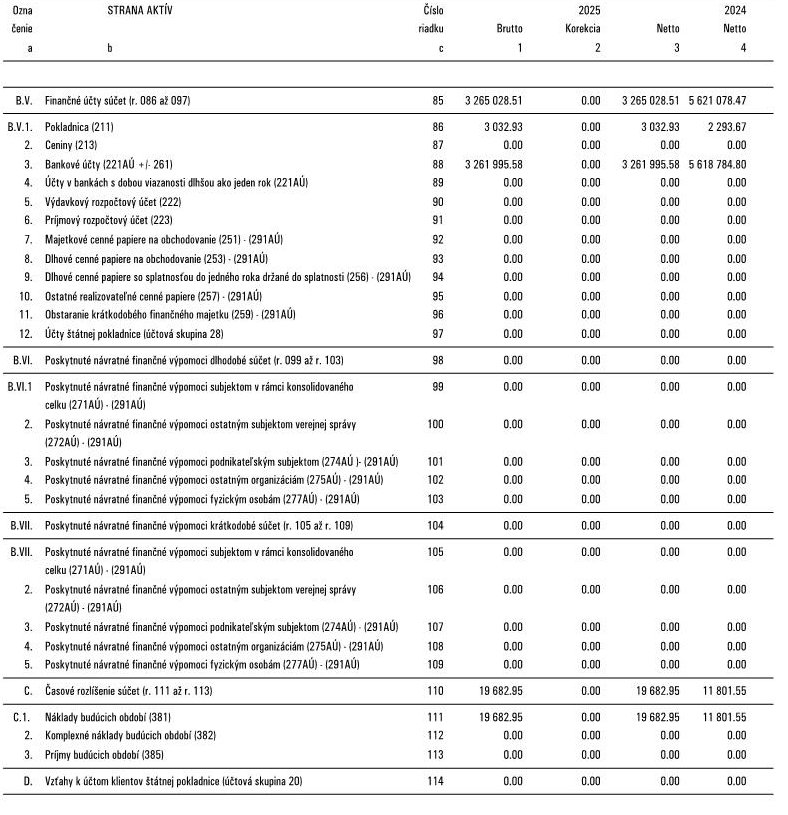 Ozna STRANA AKTÍV Číslo 2025 2024
čenie riadku Brutto Korekcia Netto Netto
a b c 1 2 3 4
B.V. Finančné účty súčet (r. 086 až 097) 85 3 265 028.51 0.00 3 265 028.51 5 621 078.47
B.V.1. Pokladnica (211) 86 3 032.93 0.00 3 032.93 2 293.67
2. Ceniny (213) 87 0.00 0.00 0.00 0.00
3. Bankové účty (221AÚ +/- 261) 88 3 261 995.58 0.00 3 261 995.58 5 618 784.80
4. Účty v bankách s dobou viazanosti dlhšou ako jeden rok (221AÚ) 89 0.00 0.00 0.00 0.00
5. Výdavkový rozpočtový účet (222) 90 0.00 0.00 0.00 0.00
6. Príjmový rozpočtový účet (223) 91 0.00 0.00 0.00 0.00
7. Majetkové cenné papiere na obchodovanie (251) - (291AÚ) 92 0.00 0.00 0.00 0.00
8. Dlhové cenné papiere na obchodovanie (253) - (291AÚ) 93 0.00 0.00 0.00 0.00
9. Dlhové cenné papiere so splatnosťou do jedného roka držané do splatnosti (256) - (291AÚ) 94 0.00 0.00 0.00 0.00
10. Ostatné realizovateľné cenné papiere (257) - (291AÚ) 95 0.00 0.00 0.00 0.00
11. Obstaranie krátkodobého finančného majetku (259) - (291AÚ) 96 0.00 0.00 0.00 0.00
12. Účty štátnej pokladnice (účtová skupina 28) 97 0.00 0.00 0.00 0.00
B.VI. Poskytnuté návratné finančné výpomoci dlhodobé súčet (r. 099 až r. 103) 98 0.00 0.00 0.00 0.00
B.VI.1 Poskytnuté návratné finančné výpomoci subjektom v rámci konsolidovaného 99 0.00 0.00 0.00 0.00
celku (271AÚ) - (291AÚ)
2. Poskytnuté návratné finančné výpomoci ostatným subjektom verejnej správy 100 0.00 0.00 0.00 0.00
(272AÚ) - (291AÚ)
3. Poskytnuté návratné finančné výpomoci podnikateľským subjektom (274AÚ )- (291AÚ) 101 0.00 0.00 0.00 0.00
4. Poskytnuté návratné finančné výpomoci ostatným organizáciám (275AÚ) - (291AÚ) 102 0.00 0.00 0.00 0.00
5. Poskytnuté návratné finančné výpomoci fyzickým osobám (277AÚ) - (291AÚ) 103 0.00 0.00 0.00 0.00
B.VII. Poskytnuté návratné finančné výpomoci krátkodobé súčet (r. 105 až r. 109) 104 0.00 0.00 0.00 0.00
B.VII. Poskytnuté návratné finančné výpomoci subjektom v rámci konsolidovaného 105 0.00 0.00 0.00 0.00
celku (271AÚ) - (291AÚ)
2. Poskytnuté návratné finančné výpomoci ostatným subjektom verejnej správy 106 0.00 0.00 0.00 0.00
(272AÚ) - (291AÚ)
3. Poskytnuté návratné finančné výpomoci podnikateľským subjektom (274AÚ) - (291AÚ) 107 0.00 0.00 0.00 0.00
4. Poskytnuté návratné finančné výpomoci ostatným organizáciám (275AÚ) - (291AÚ) 108 0.00 0.00 0.00 0.00
5. Poskytnuté návratné finančné výpomoci fyzickým osobám (277AÚ) - (291AÚ) 109 0.00 0.00 0.00 0.00
C. Časové rozlíšenie súčet (r. 111 až r. 113) 110 19 682.95 0.00 19 682.95 11 801.55
C.1. Náklady budúcich období (381) 111 19 682.95 0.00 19 682.95 11 801.55
2. Komplexné náklady budúcich období (382) 112 0.00 0.00 0.00 0.00
3. Príjmy budúcich období (385) 113 0.00 0.00 0.00 0.00
D. Vzťahy k účtom klientov štátnej pokladnice (účtová skupina 20) 114 0.00 0.00 0.00 0.00